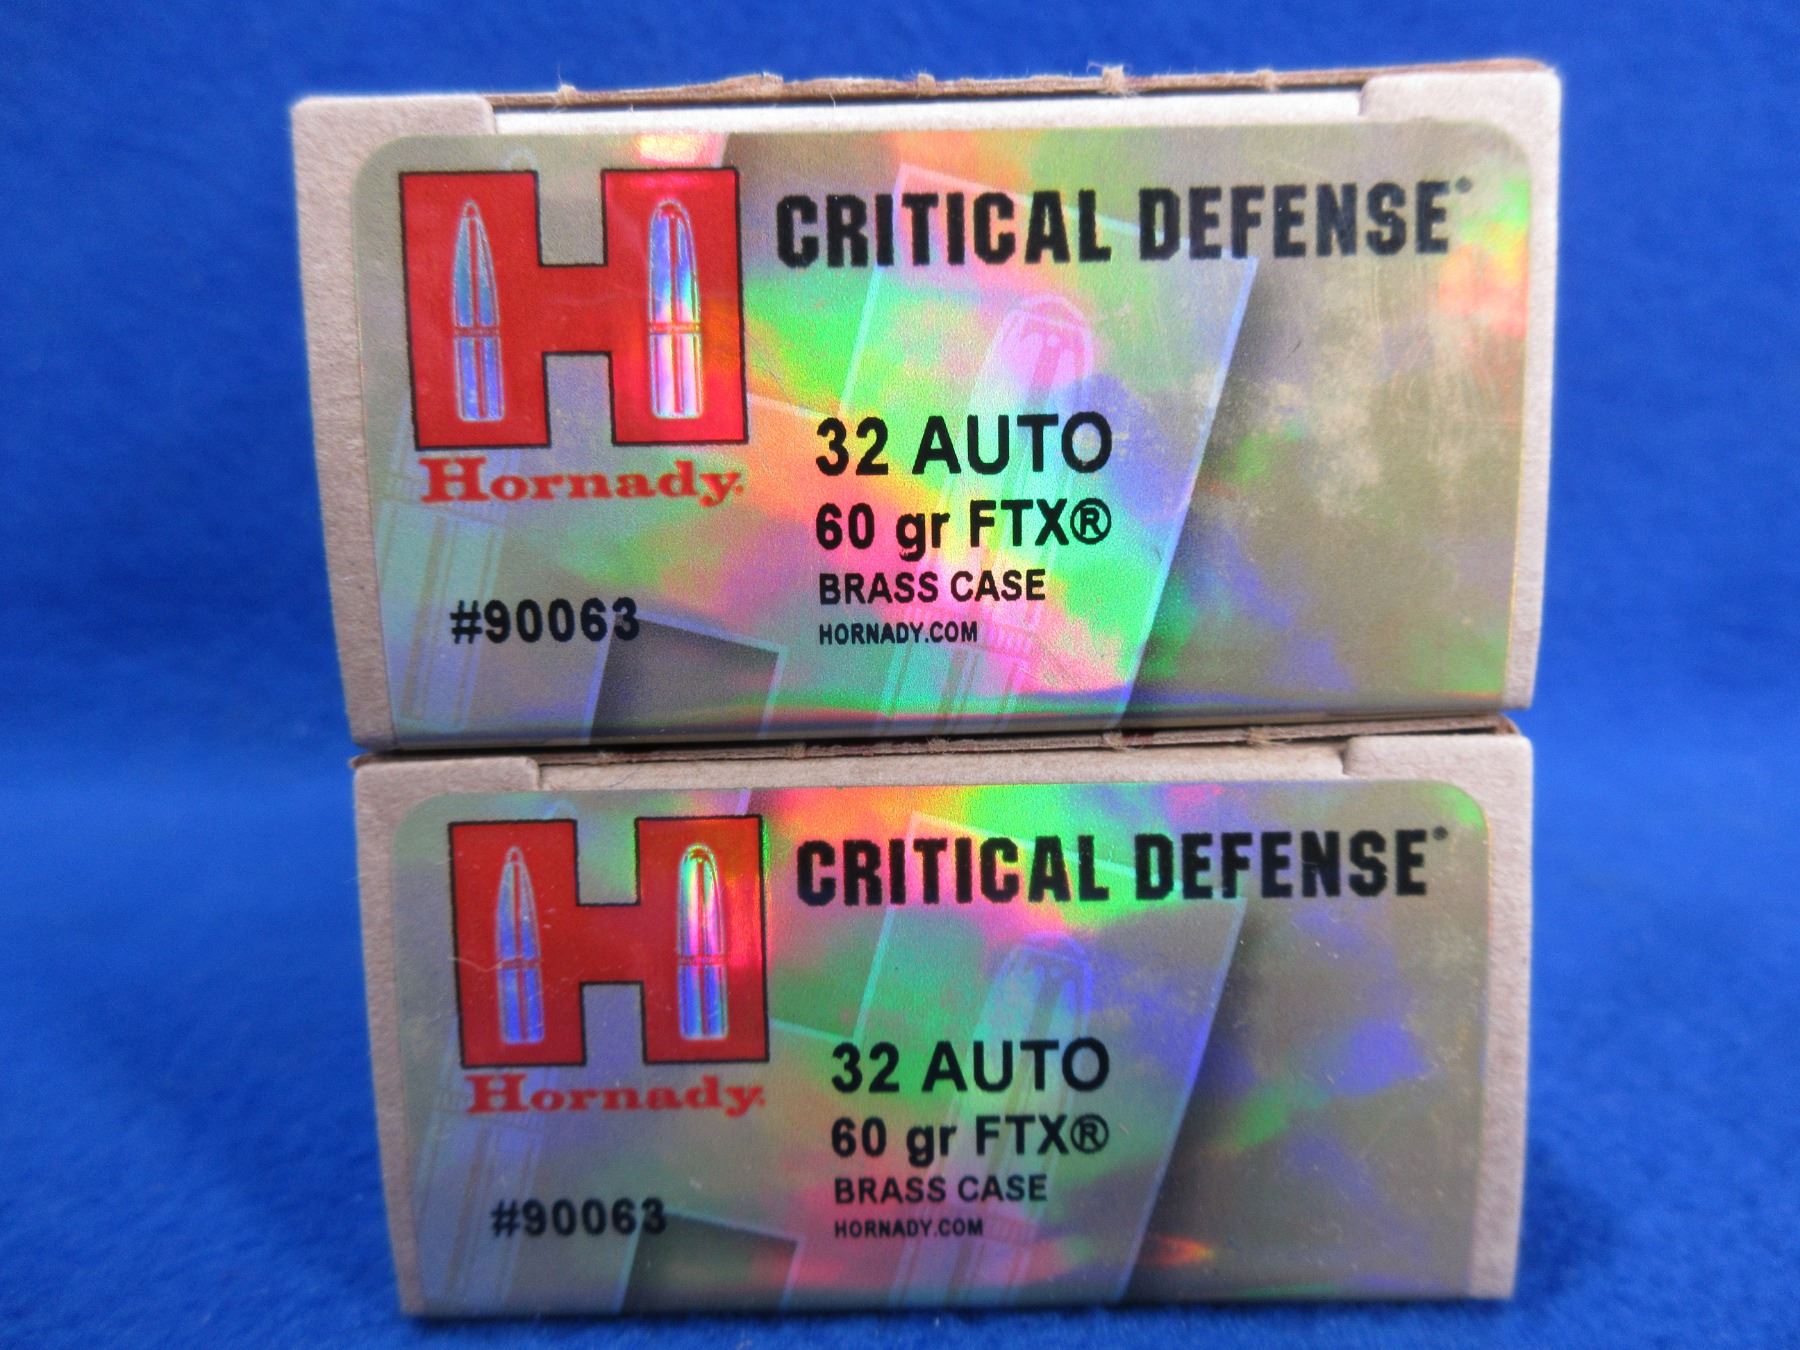 CRITICAL DEFENSE®
Hornady.
32 AUTO
60 gr FTX®
BRASS CASE
#90063
HORNADY.COM
CRITICAL DEFENSE®
Hornady.
32 AUTO
60 gr FTX®
BRASS CASE
#90063
HORNADY.COM